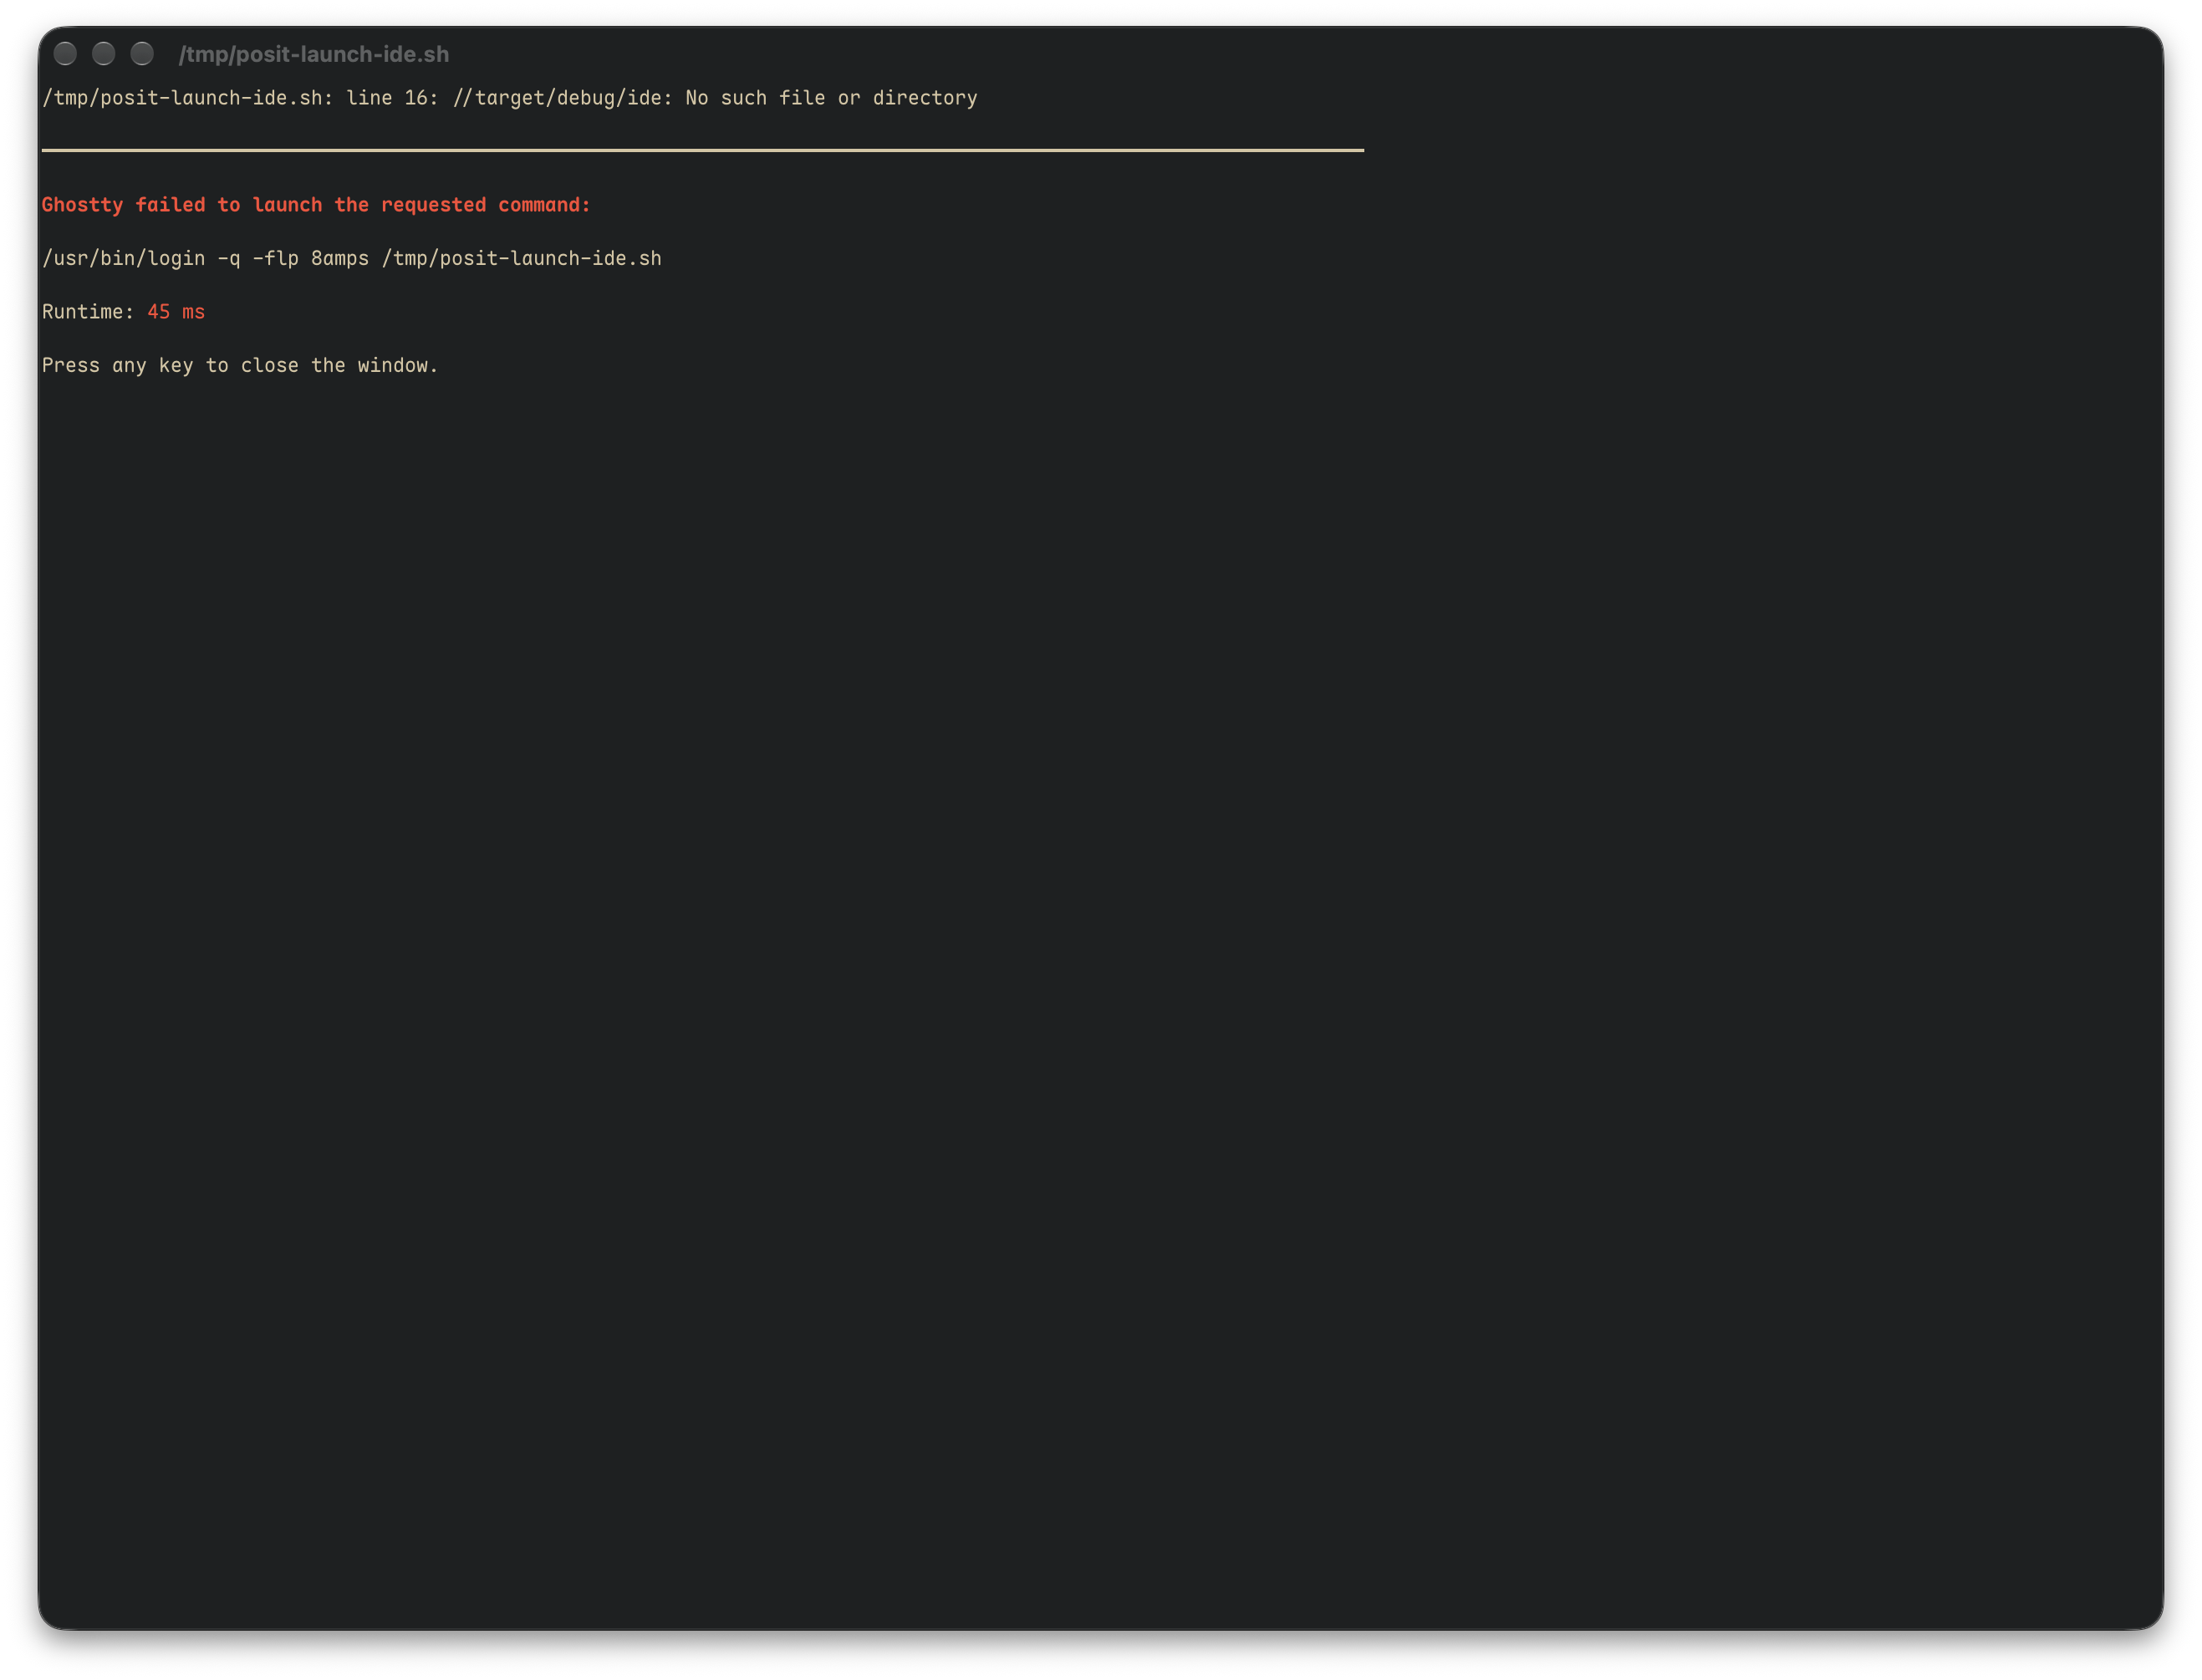 /tmp/posit-launch-ide.sh
/tmp/posit-launch-ide.sh: line 16: //target/debug/ide: No such file or directory
Ghostty failed to launch the requested command:
/usr/bin/login -q -flp 8amps /tmp/posit-launch-ide.sh
Runtime: 45 ms
Press any key to close the window.